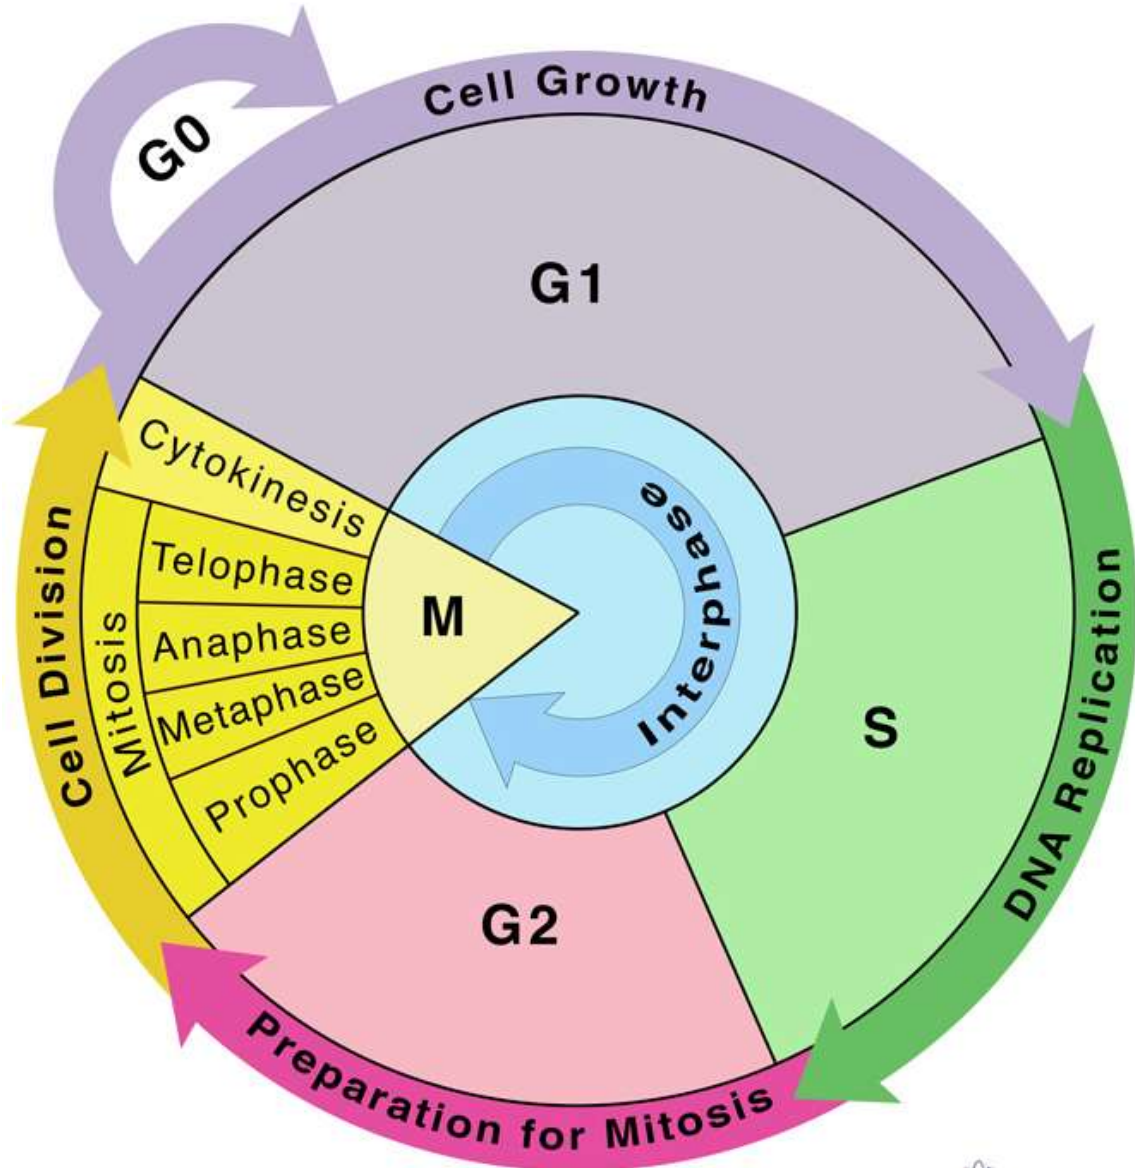 G0
Cell Growth
G1
Cytokinesis
Telophase
Anaphase
Metaphase
Prophase
Mitosis
Cell Division
M
Interphase
S
DNA Replication
G2
Preparation for Mitosis